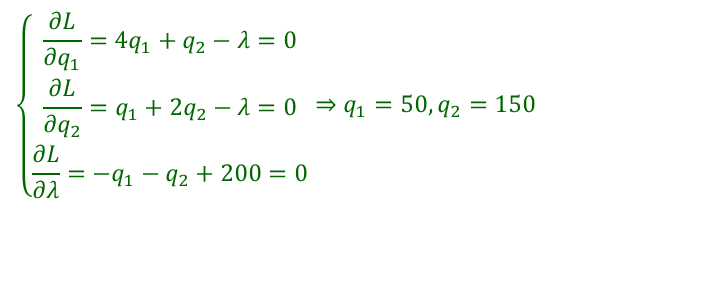 ∂L/∂q₁ = 4q₁ + q₂ − λ = 0
∂L/∂q₂ = q₁ + 2q₂ − λ = 0 ⇒ q₁ = 50, q₂ = 150
∂L/∂λ = −q₁ − q₂ + 200 = 0